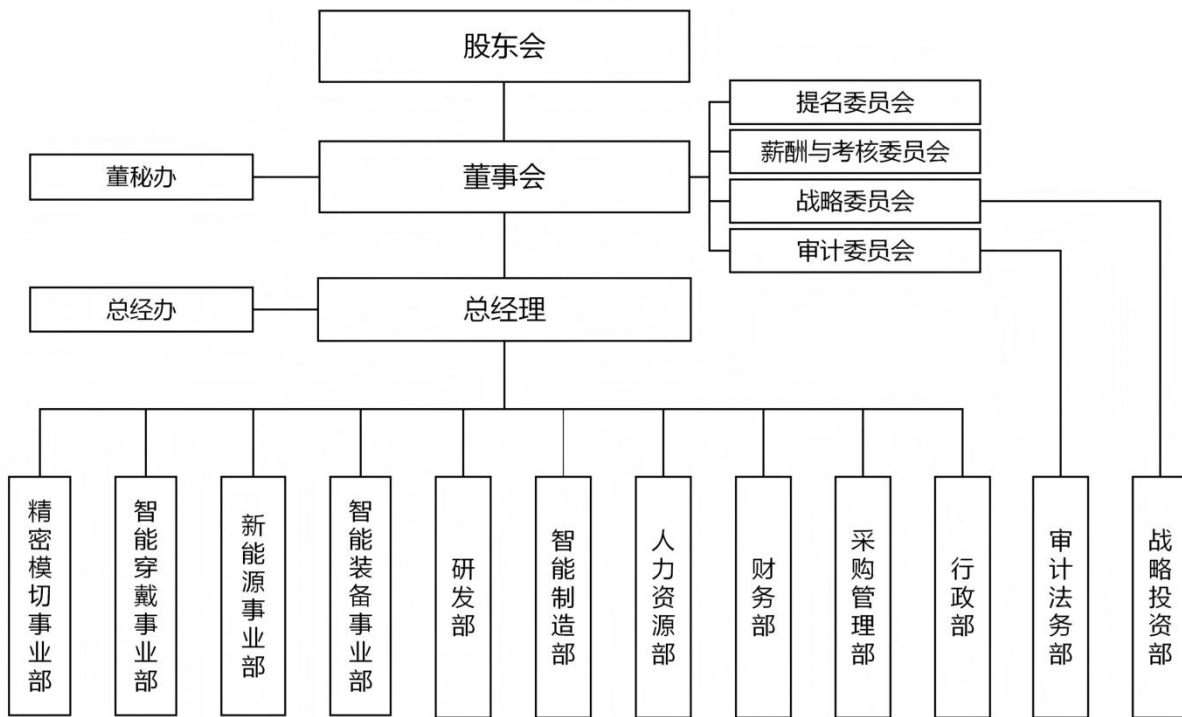 股东会
提名委员会
薪酬与考核委员会
董秘办
董事会
战略委员会
审计委员会
总经办
总经理
精密模切事业部
智能穿戴事业部
新能源事业部
智能装备事业部
研发部
智能制造部
人力资源部
财务部
采购管理部
行政部
审计法务部
战略投资部